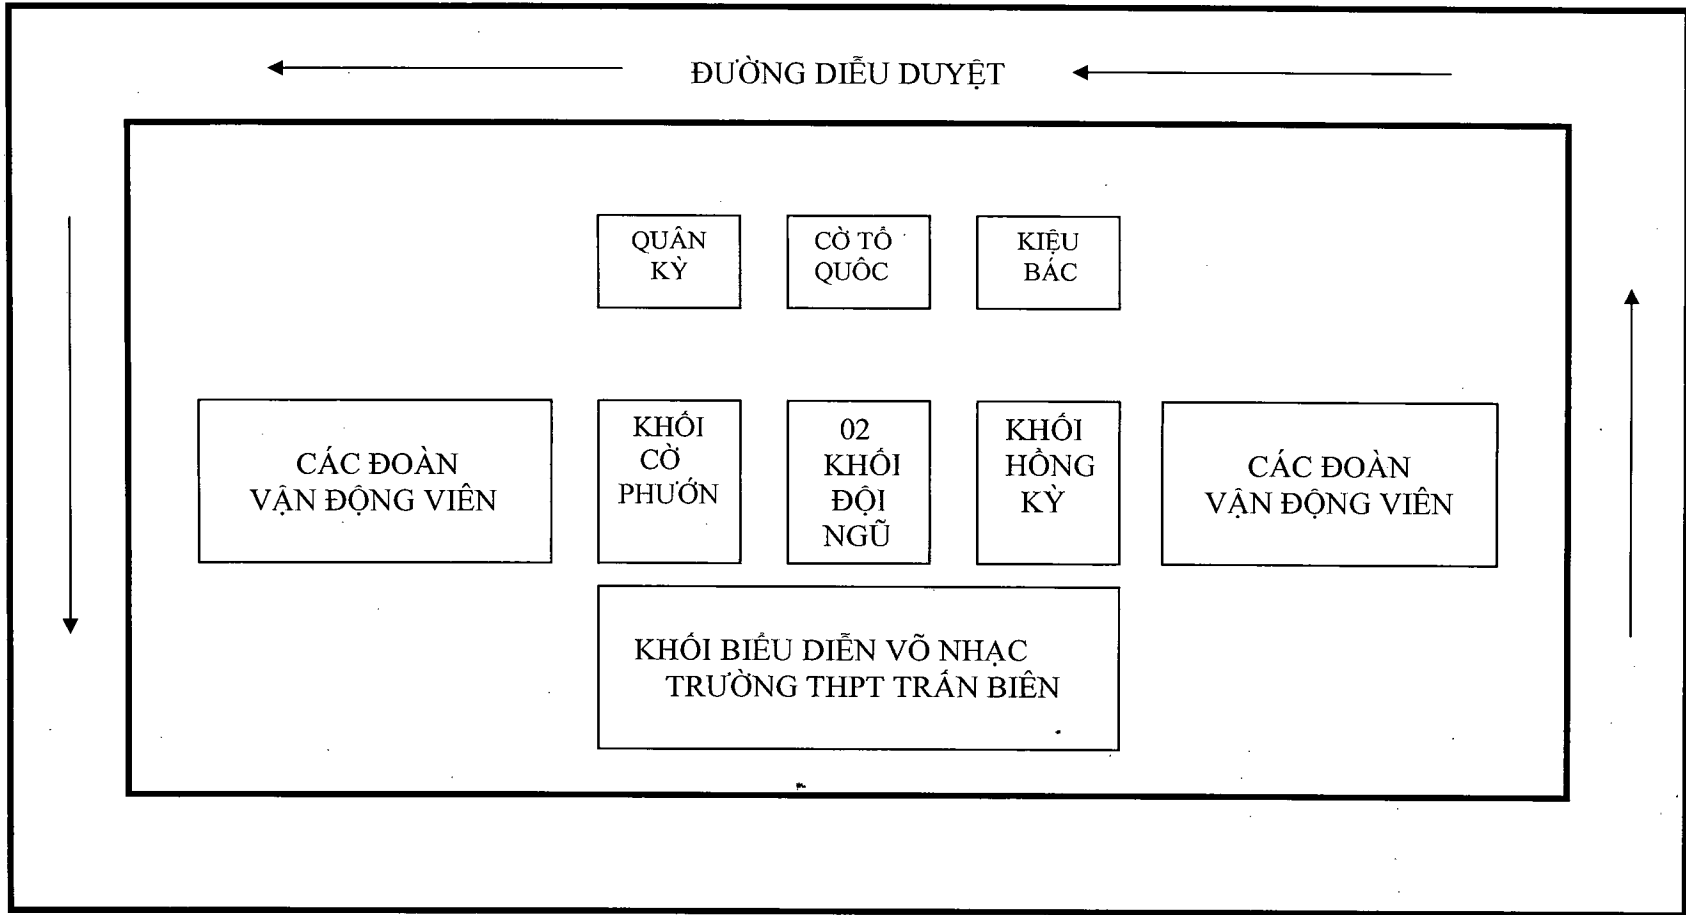 ĐƯỜNG DIỄU DUYỆT
QUÂN
KỲ
CỜ TỔ
QUỐC
KIỆU
BÁC
CÁC ĐOÀN
VẬN ĐỘNG VIÊN
KHỐI
CỜ
PHƯỚN
02
KHỐI
ĐỘI
NGŨ
KHỐI
HỒNG
KỲ
CÁC ĐOÀN
VẬN ĐỘNG VIÊN
KHỐI BIỂU DIỄN VÕ NHẠC
TRƯỜNG THPT TRẤN BIÊN